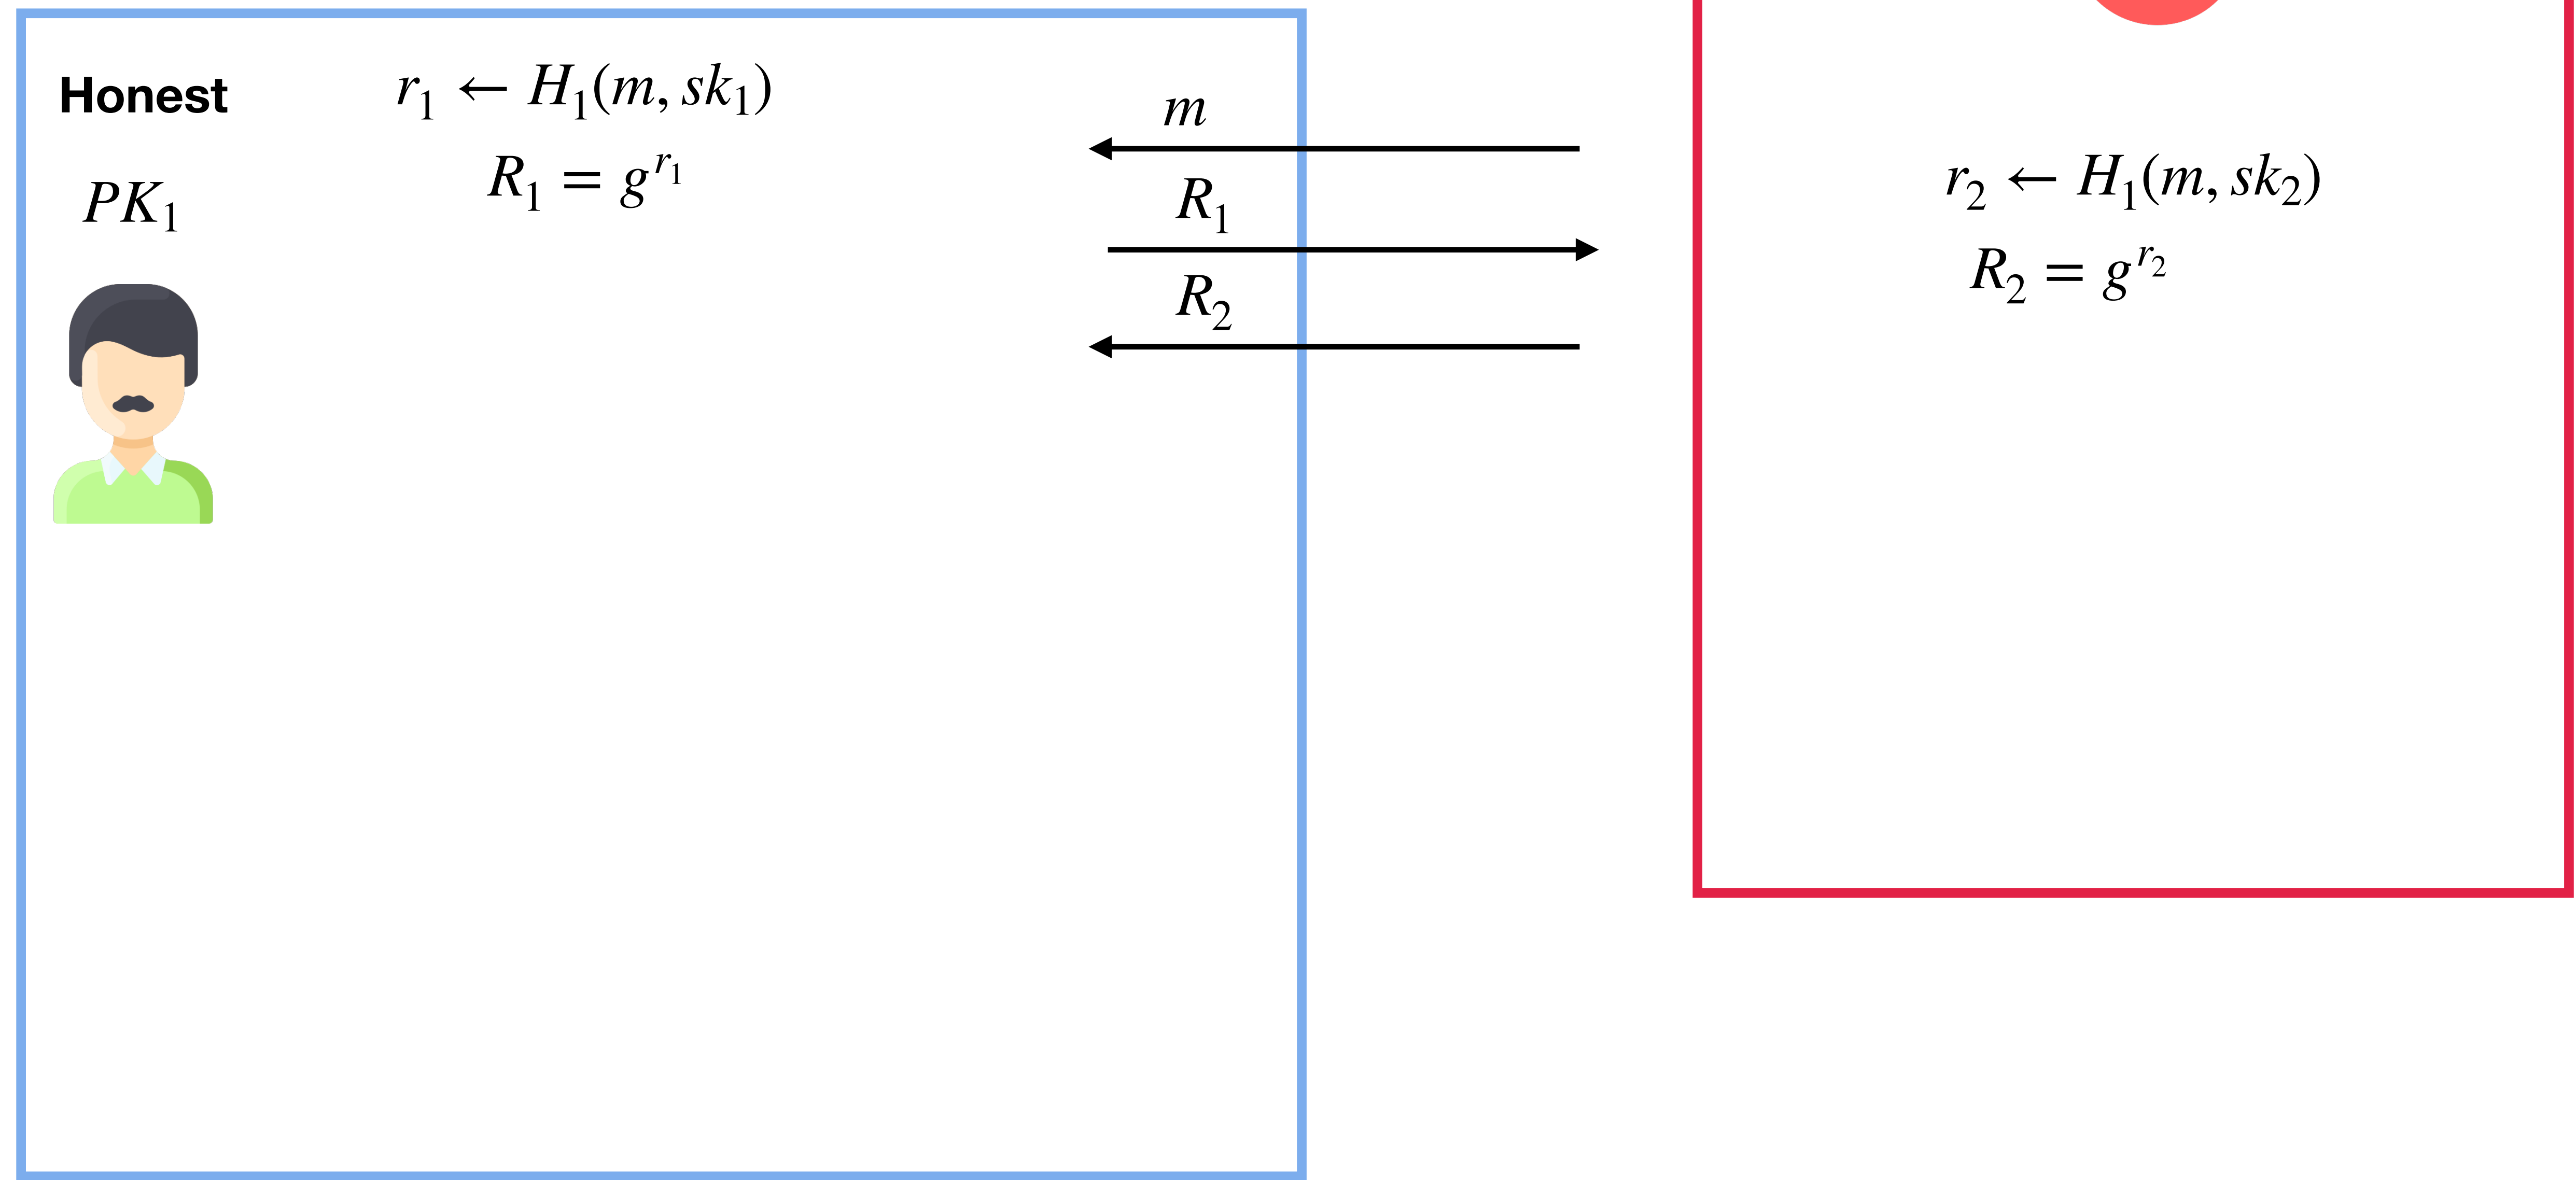 Honest
PK₁
r₁ ← H₁(m, sk₁)
R₁ = g^{r₁}
m
R₁
R₂
r₂ ← H₁(m, sk₂)
R₂ = g^{r₂}